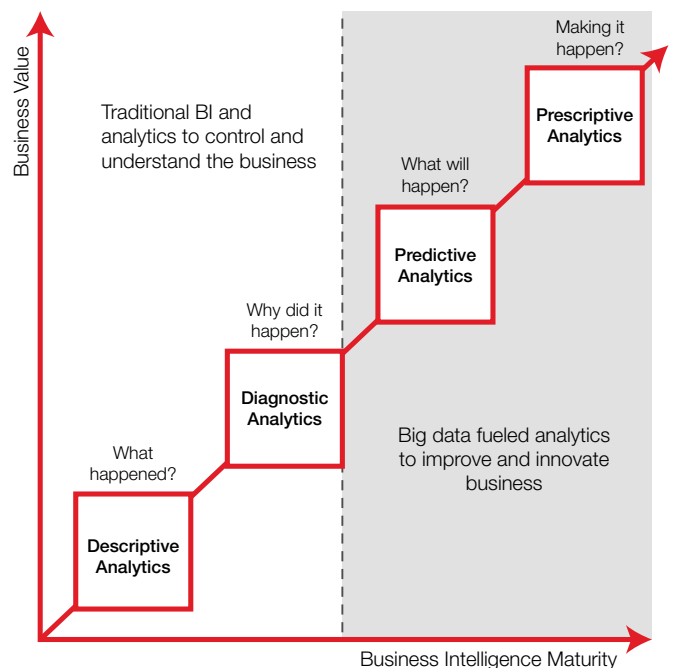 Business Value
Making it
happen?
Prescriptive
Analytics
Traditional BI and
analytics to control and
understand the business
What will
happen?
Predictive
Analytics
Why did it
happen?
Diagnostic
Analytics
Big data fueled analytics
to improve and innovate
business
What
happened?
Descriptive
Analytics
Business Intelligence Maturity